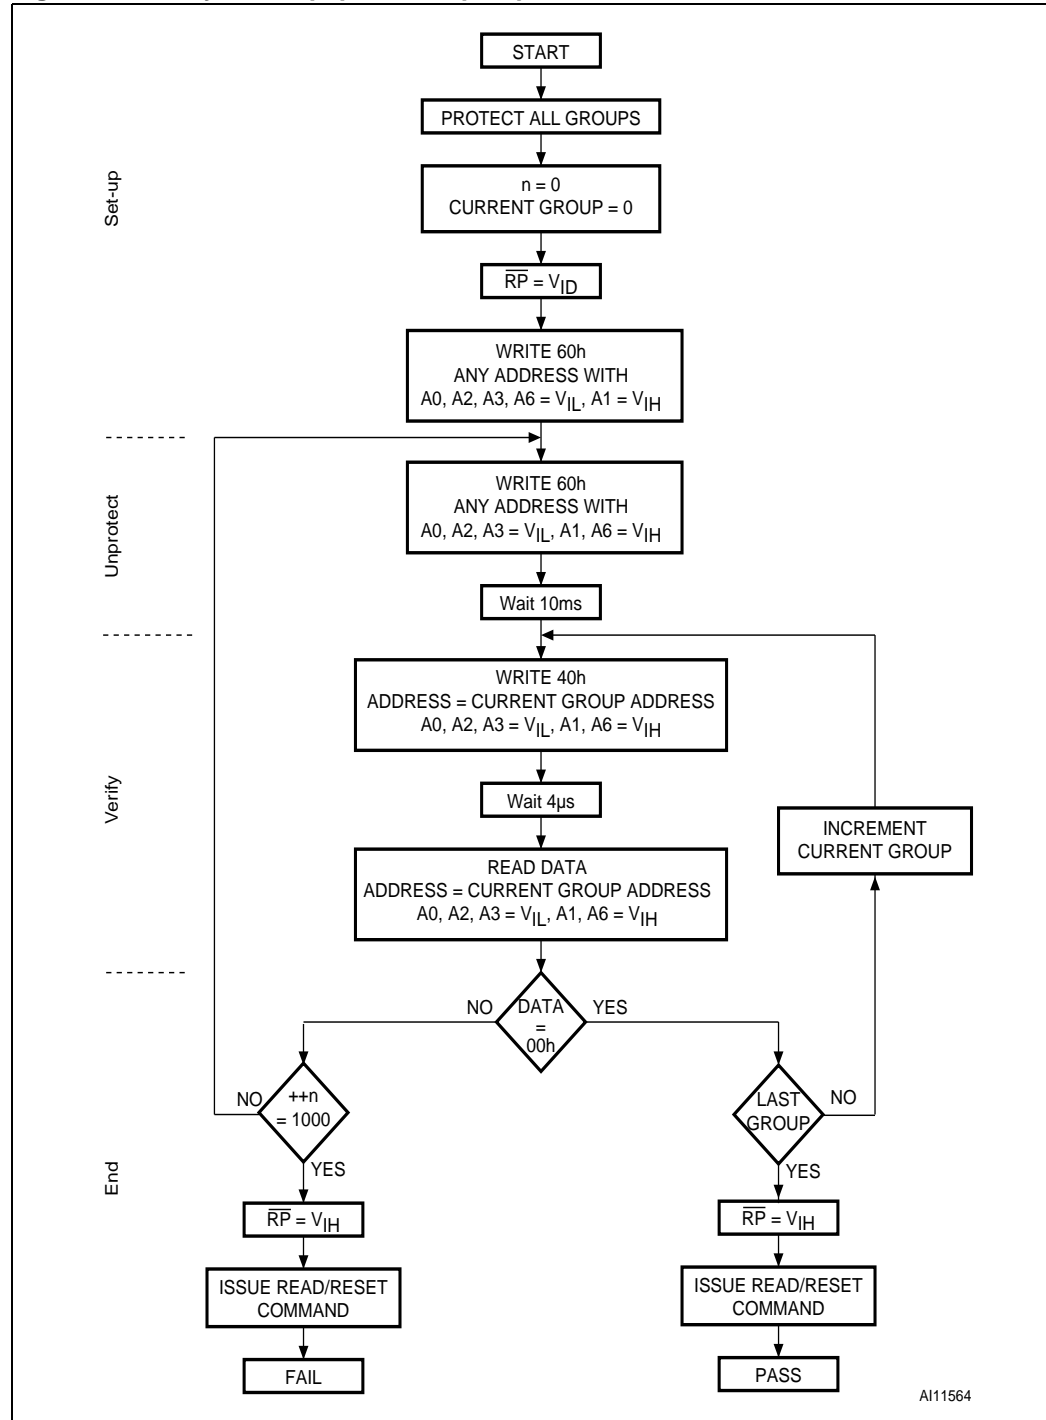 START
PROTECT ALL GROUPS
n = 0
CURRENT GROUP = 0
Set-up
RP = VID
WRITE 60h
ANY ADDRESS WITH
A0, A2, A3, A6 = VIL, A1 = VIH
Unprotect
WRITE 60h
ANY ADDRESS WITH
A0, A2, A3 = VIL, A1, A6 = VIH
Wait 10ms
WRITE 40h
ADDRESS = CURRENT GROUP ADDRESS
A0, A2, A3 = VIL, A1, A6 = VIH
Verify
Wait 4µs
INCREMENT
CURRENT GROUP
READ DATA
ADDRESS = CURRENT GROUP ADDRESS
A0, A2, A3 = VIL, A1, A6 = VIH
NO
DATA
=
00h
YES
NO
++n
= 1000
YES
LAST
GROUP
NO
YES
End
RP = VIH
RP = VIH
ISSUE READ/RESET
COMMAND
ISSUE READ/RESET
COMMAND
FAIL
PASS
AI11564